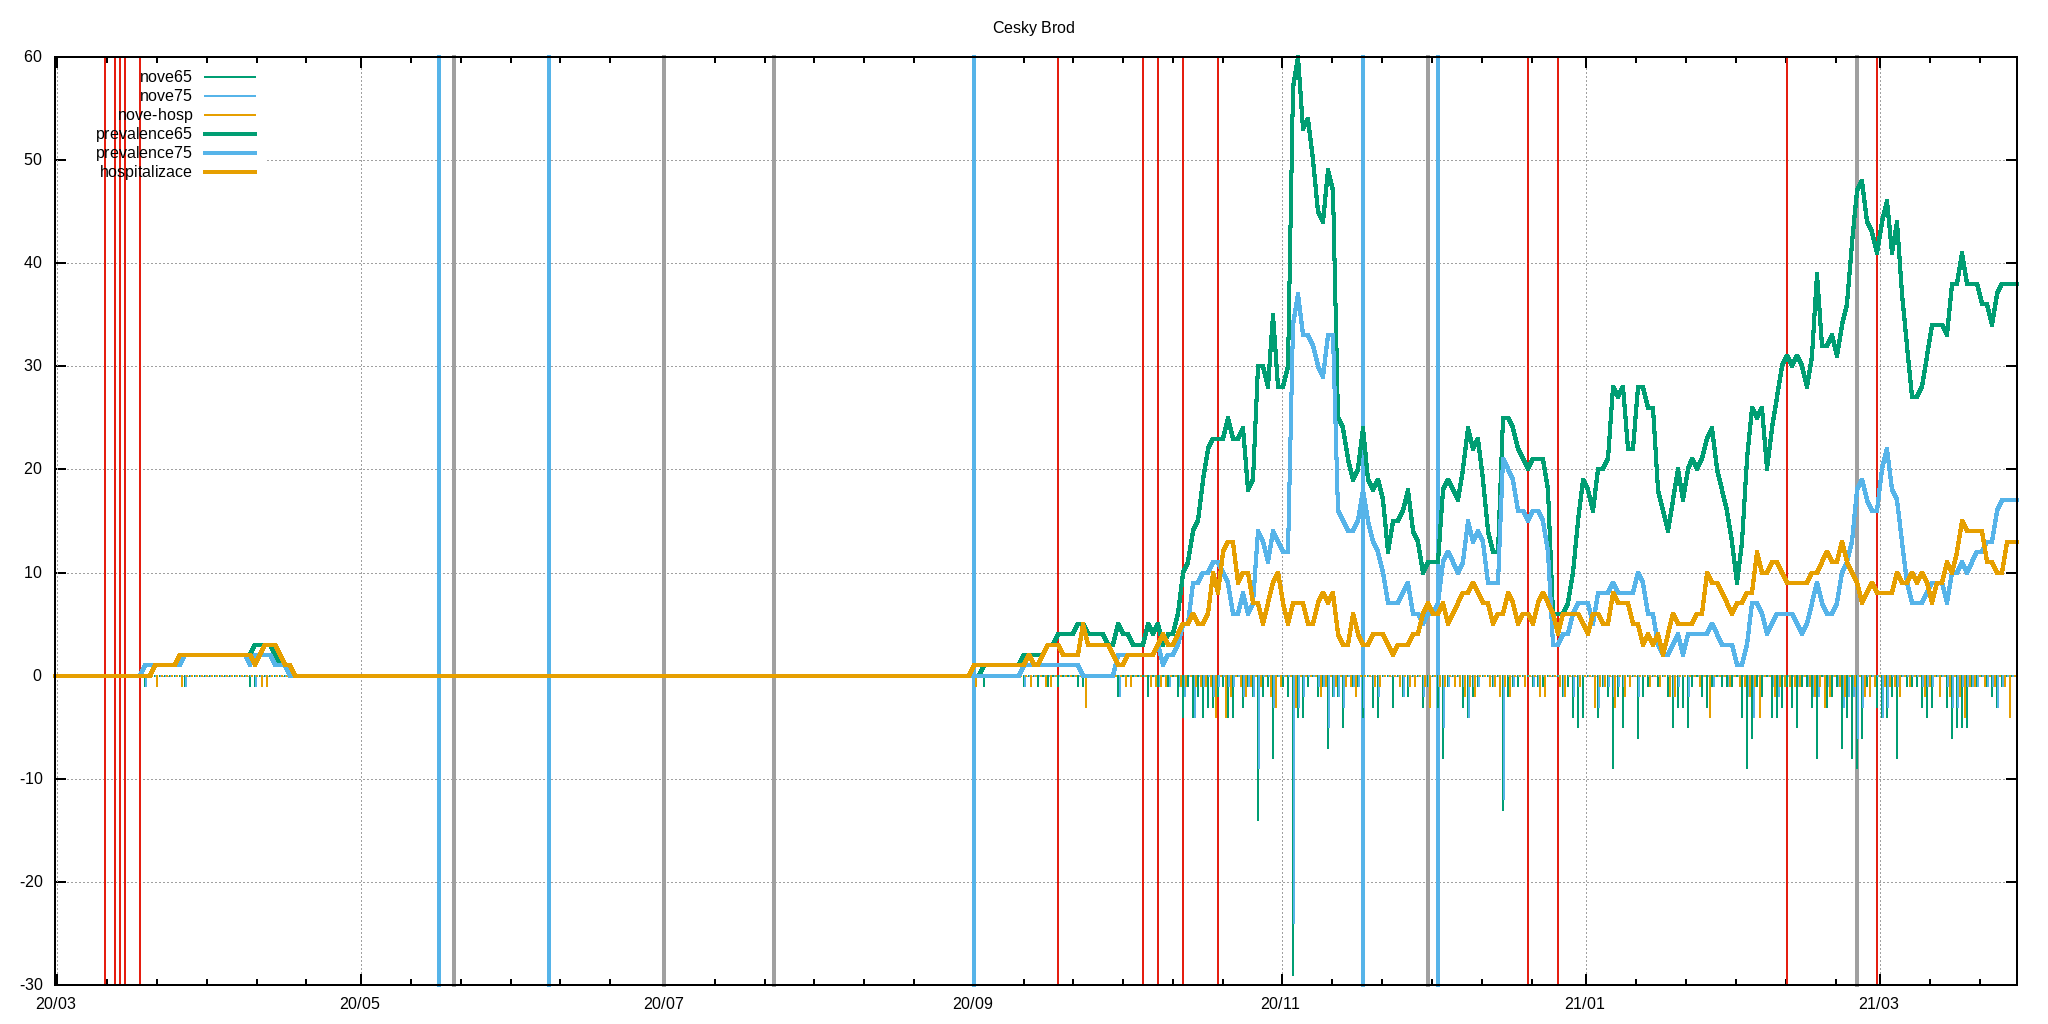 Cesky Brod
60
50
40
30
20
10
0
-10
-20
-30
nove65
nove75
nove-hosp
prevalence65
prevalence75
hospitalizace
20/03 20/05 20/07 20/09 20/11 21/01 21/03